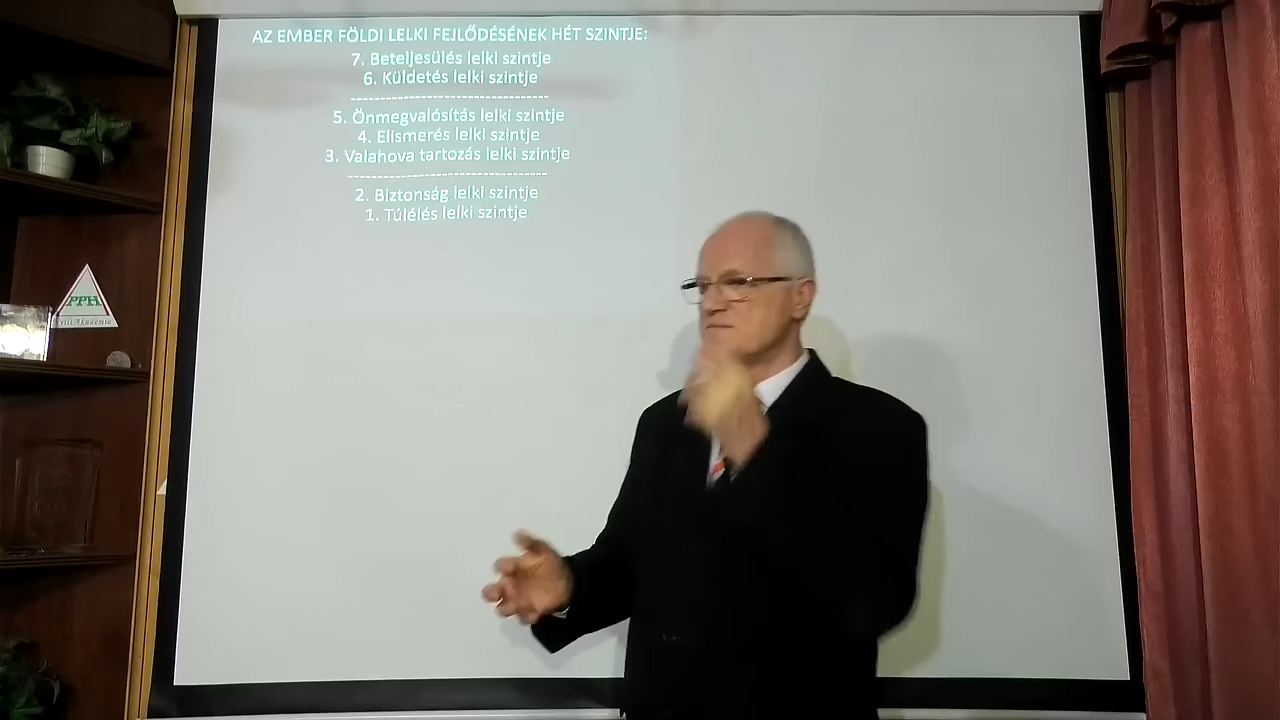 AZ EMBER FÖLDI LELKI FEJLŐDÉSÉNEK HÉT SZINTJE:
7. Beteljesülés lelki szintje
6. Küldetés lelki szintje
---------------------------------
5. Önmegvalósítás lelki szintje
4. Elismerés lelki szintje
3. Valahova tartozás lelki szintje
---------------------------------
2. Biztonság lelki szintje
1. Túlélés lelki szintje
PPH
Akadémia